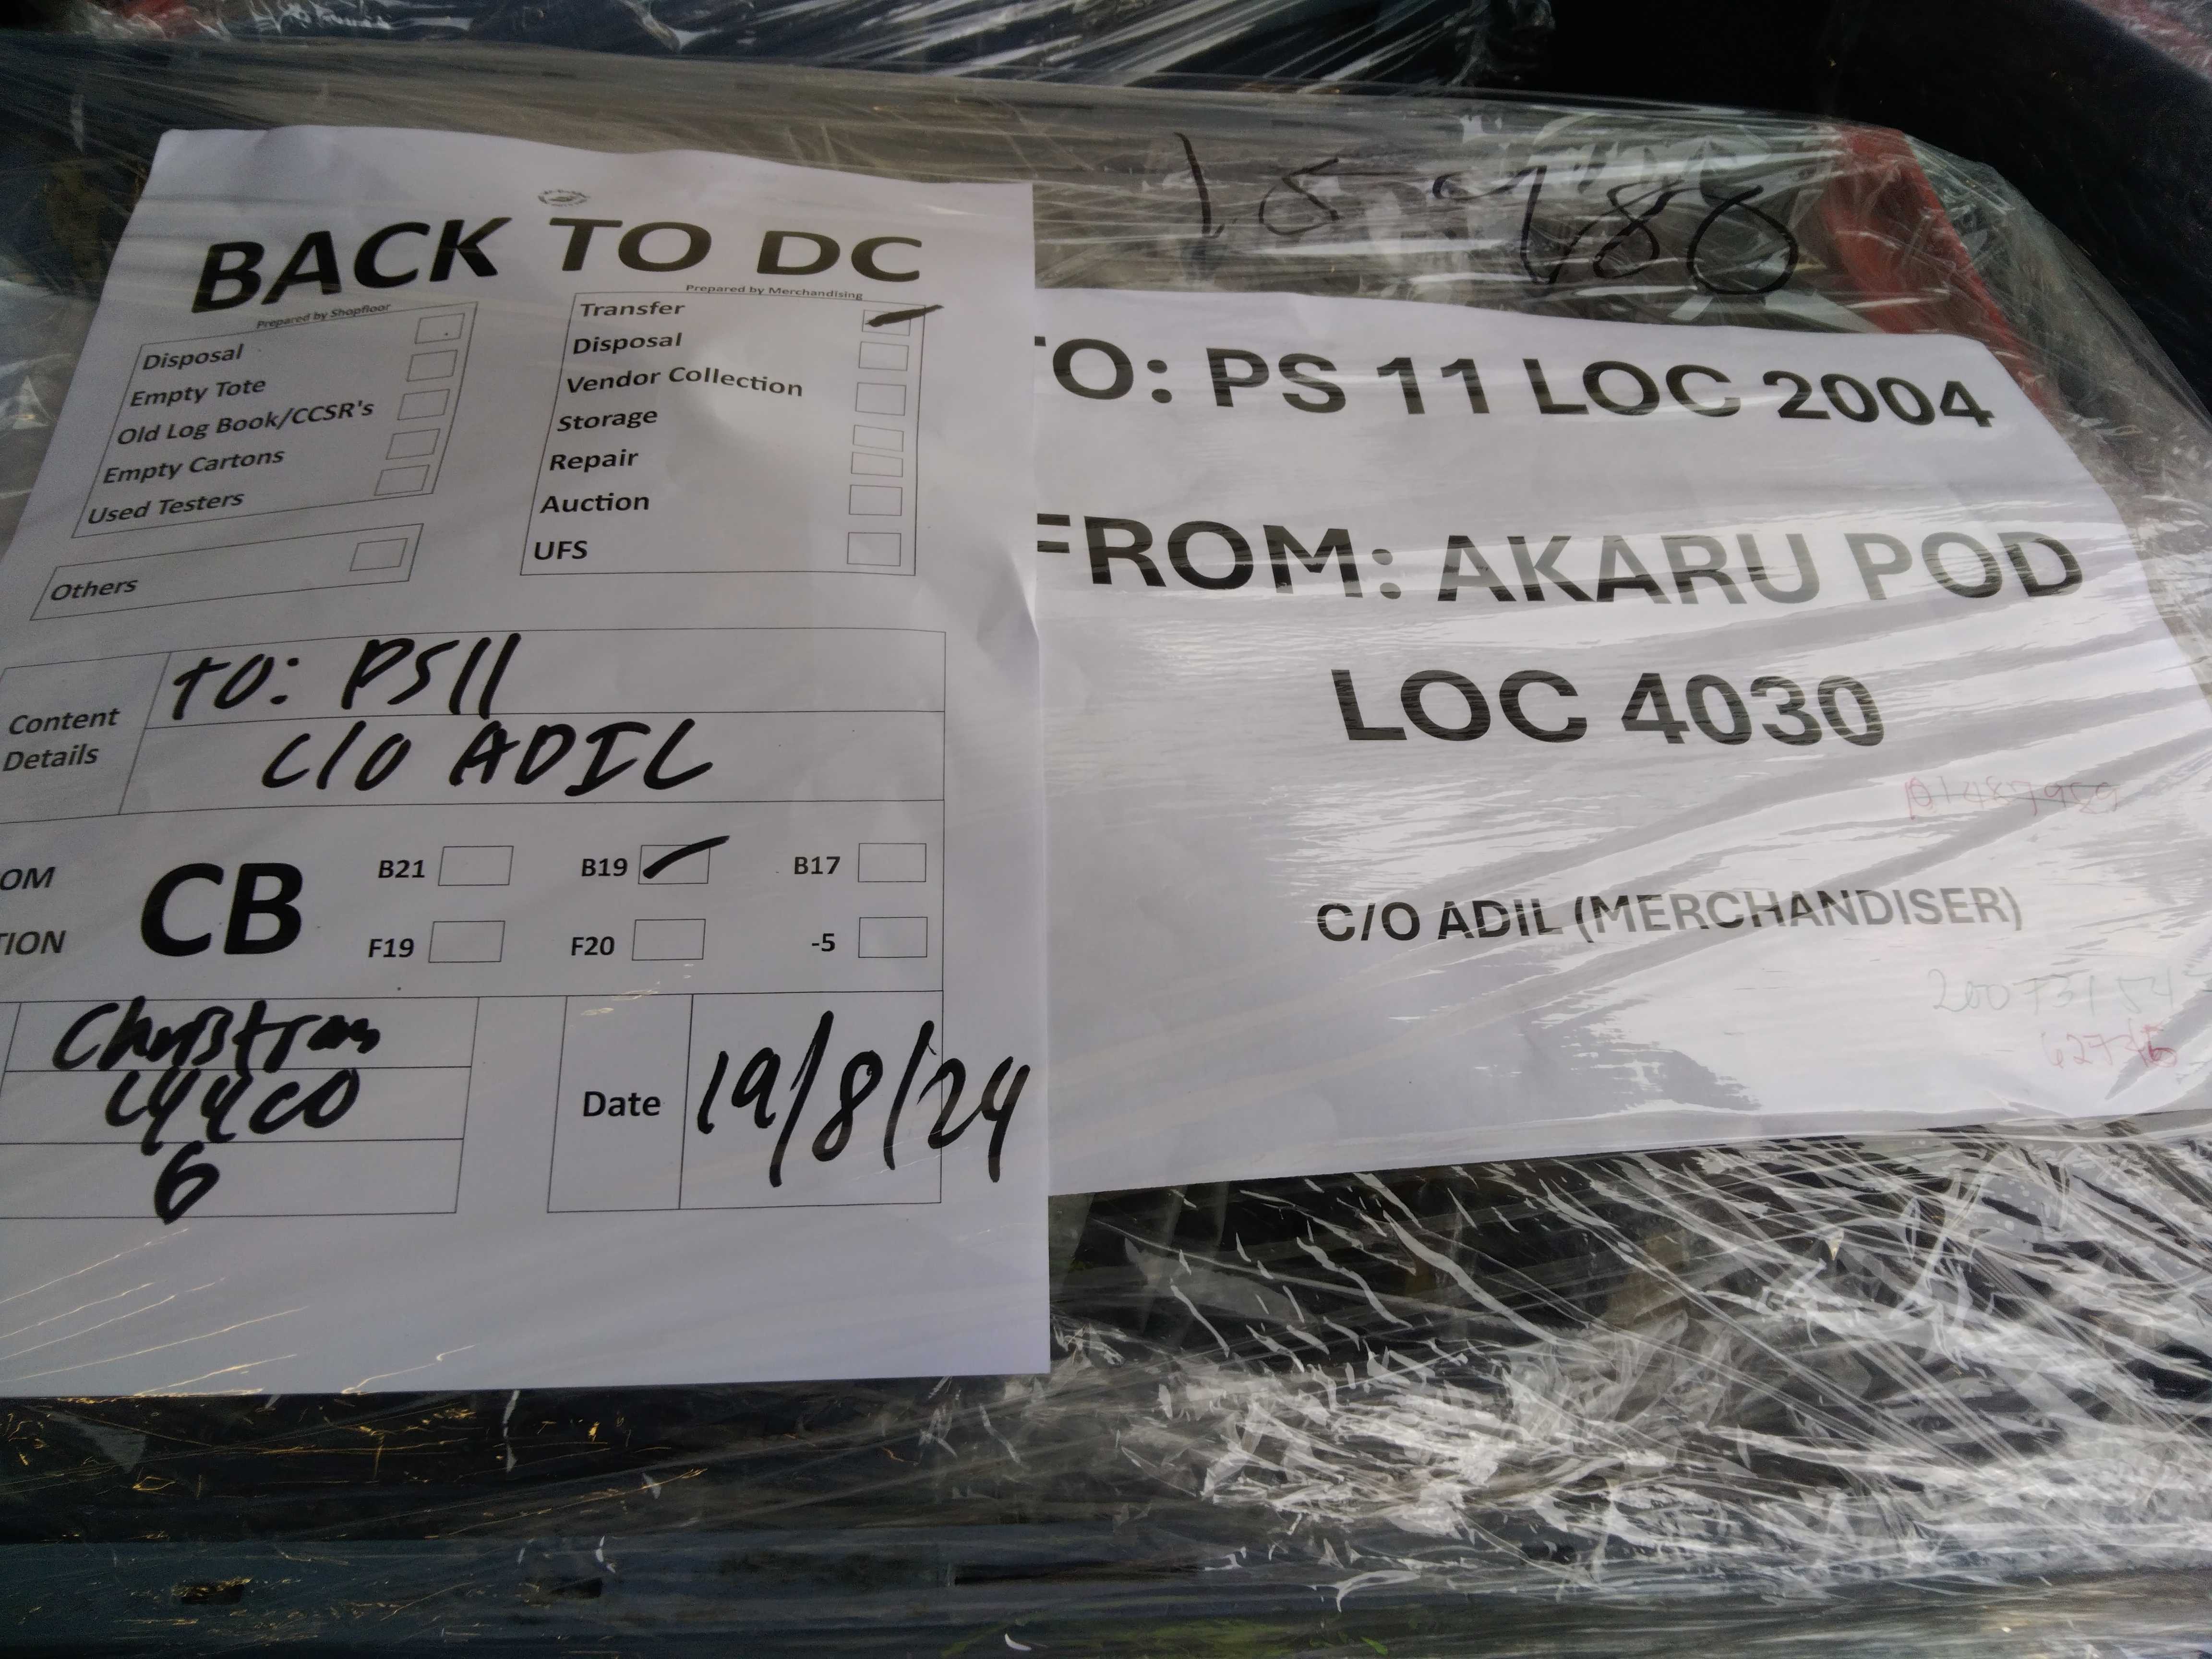 BACK TO DC
Prepared by Shopfloor
Disposal
Empty Tote
Old Log Book/CCSR's
Empty Cartons
Used Testers
Others
Prepared by Merchandising
Transfer
Disposal
Vendor Collection
Storage
Repair
Auction
UFS
Content
Details
TO: PS11
C/O ADIL
OM
TION
CB
B21
B19
B17
F19
F20
-5
6
Date
19/8/24
TO: PS 11 LOC 2004
FROM: AKARU POD
LOC 4030
C/O ADIL (MERCHANDISER)
20073154